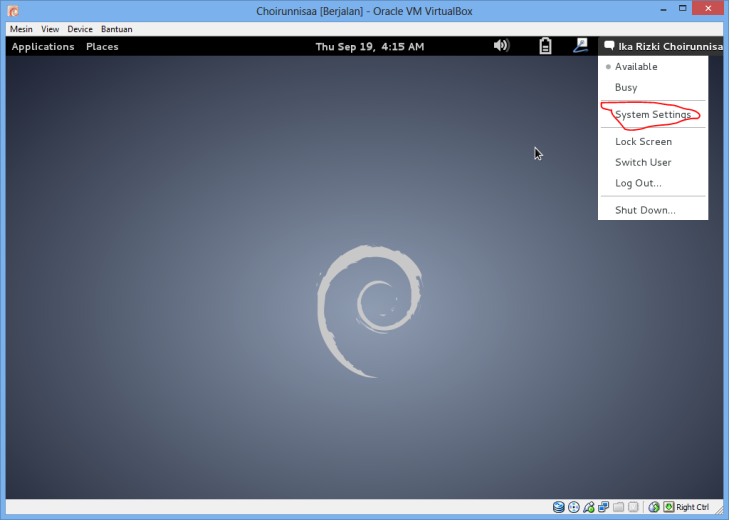 Choirunnisaa [Berjalan] - Oracle VM VirtualBox
Mesin View Device Bantuan
Applications Places Thu Sep 19, 4:15 AM Ika Rizki Choirunnisa
Available
Busy
System Settings
Lock Screen
Switch User
Log Out...
Shut Down...
Right Ctrl